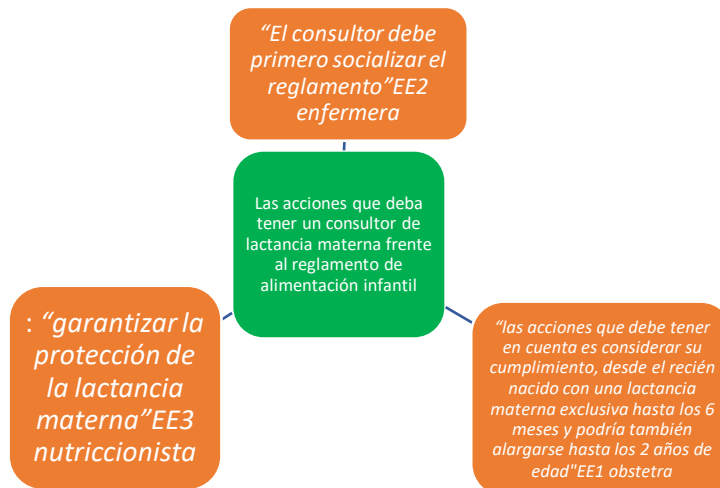 “El consultor debe
primero socializar el
reglamento”EE2
enfermera
Las acciones que deba
tener un consultor de
lactancia materna frente
al reglamento de
alimentación infantil
: “garantizar la
protección de
la lactancia
materna”EE3
nutriccionista
“las acciones que debe tener
en cuenta es considerar su
cumplimiento, desde el recién
nacido con una lactancia
materna exclusiva hasta los 6
meses y podría también
alargarse hasta los 2 años de
edad"EE1 obstetra